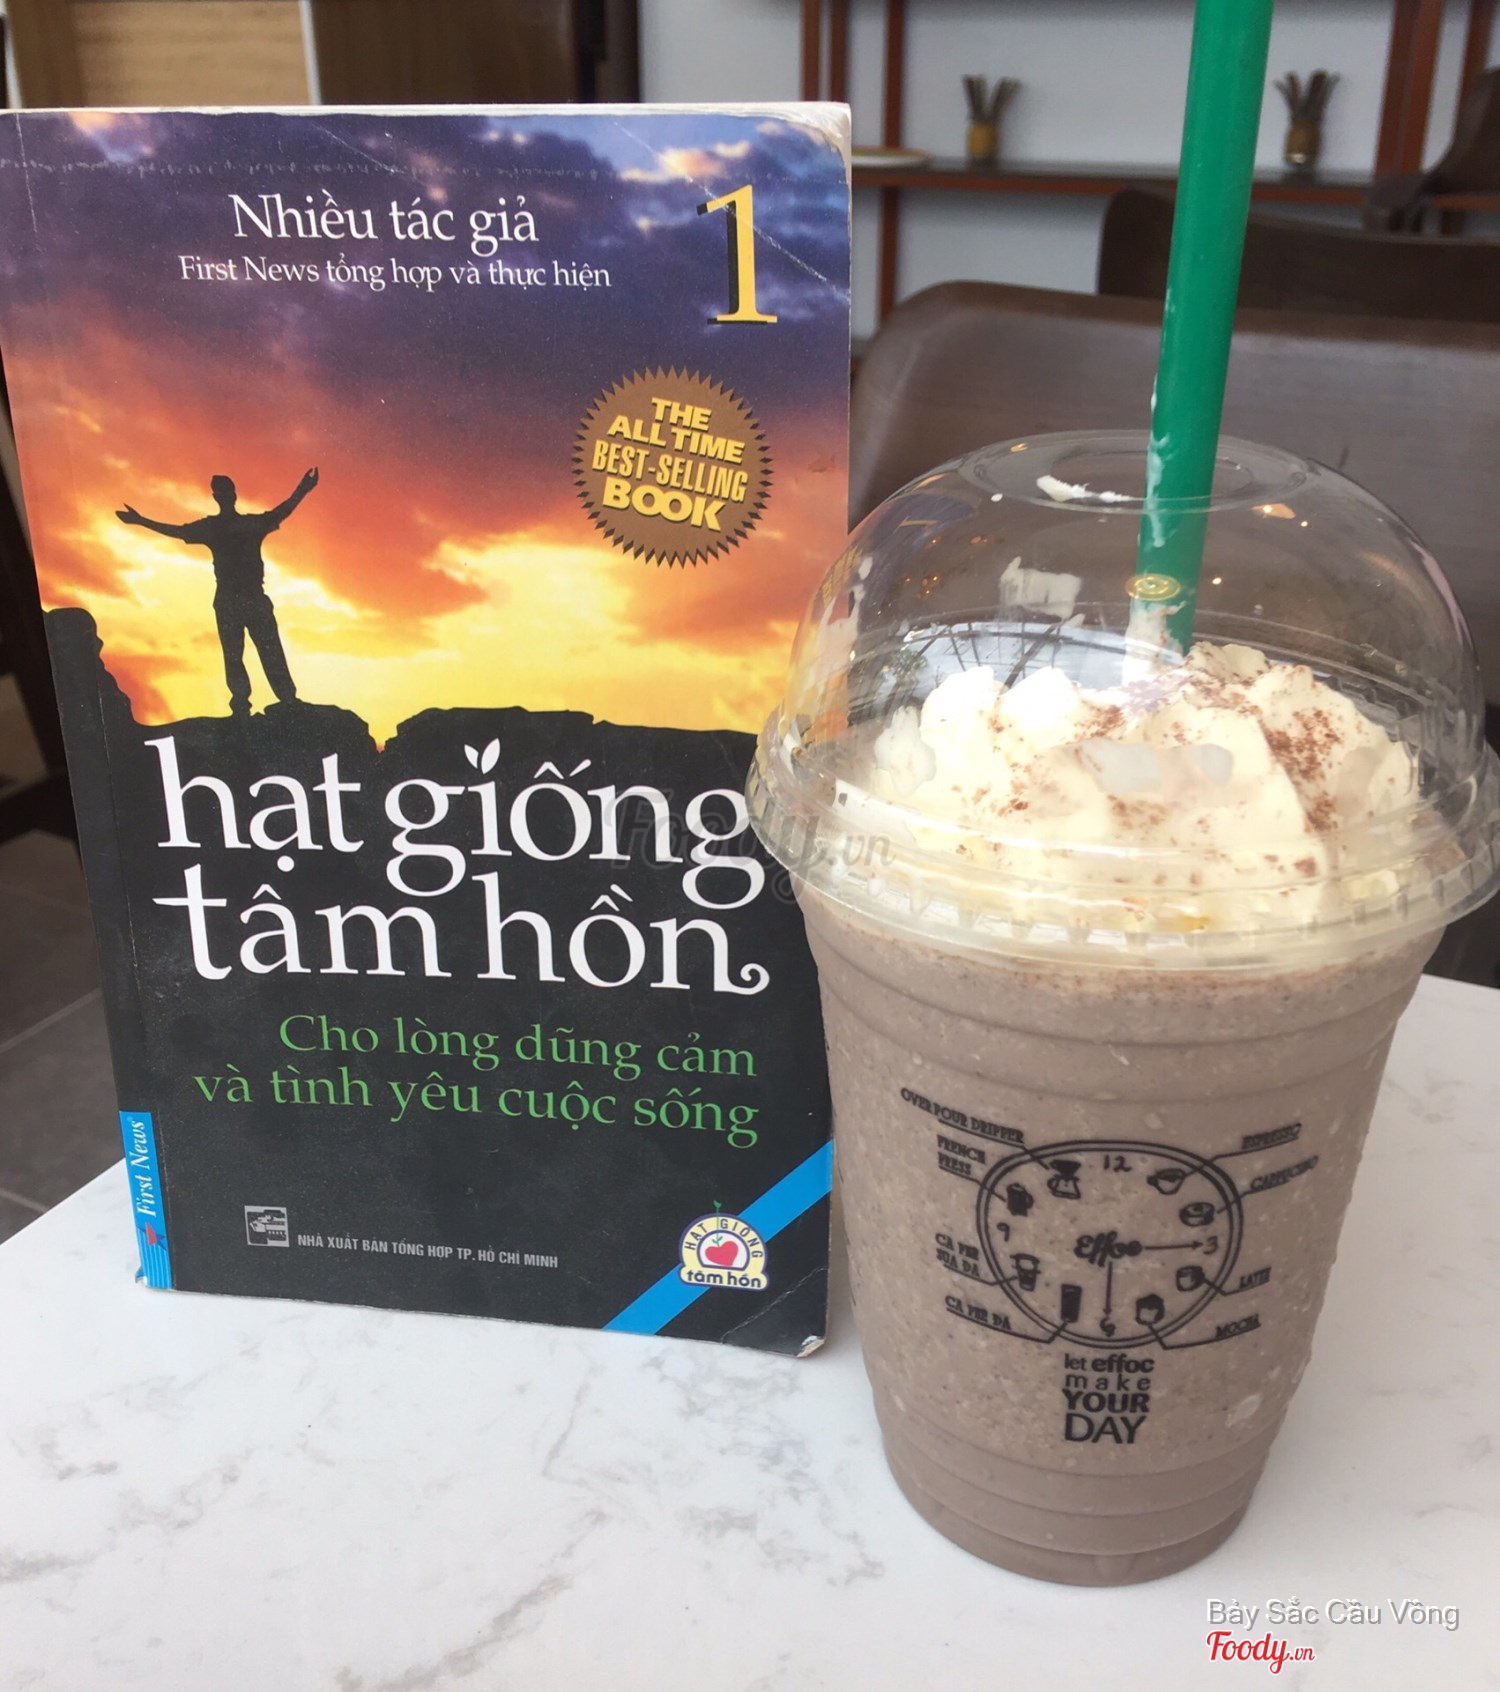 Nhiều tác giả
First News tổng hợp và thực hiện
1
THE
ALL TIME
BEST-SELLING
BOOK
hạt giống
tâm hồn
Cho lòng dũng cảm
và tình yêu cuộc sống
First News
NHÀ XUẤT BẢN TỔNG HỢP TP. HỒ CHÍ MINH
HẠT GIỐNG
tâm hồn
Foody.vn
OVER POUR DRIPPER
FRENCH
PRESS
CA PHE
SUA DA
CA PHE DA
12
3
6
9
Effoc
ESPRESSO
CAPPUCINO
LATTE
MOCHA
let effoc
make
YOUR
DAY
Bảy Sắc Cầu Vồng
Foody.vn